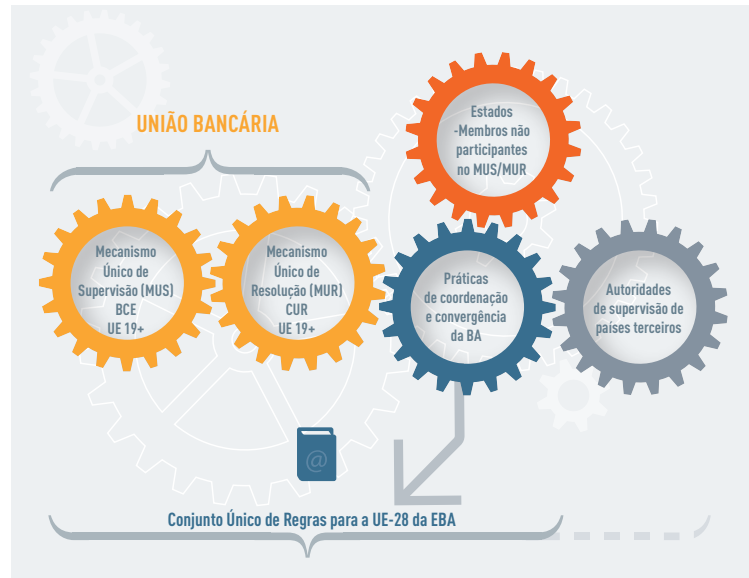 UNIÃO BANCÁRIA
Estados
-Membros não
participantes
no MUS/MUR
Mecanismo
Único de
Supervisão (MUS)
BCE
UE 19+
Mecanismo
Único de
Resolução (MUR)
CUR
UE 19+
Práticas
de coordenação
e convergência
da BA
Autoridades
de supervisão de
países terceiros
@
Conjunto Único de Regras para a UE-28 da EBA